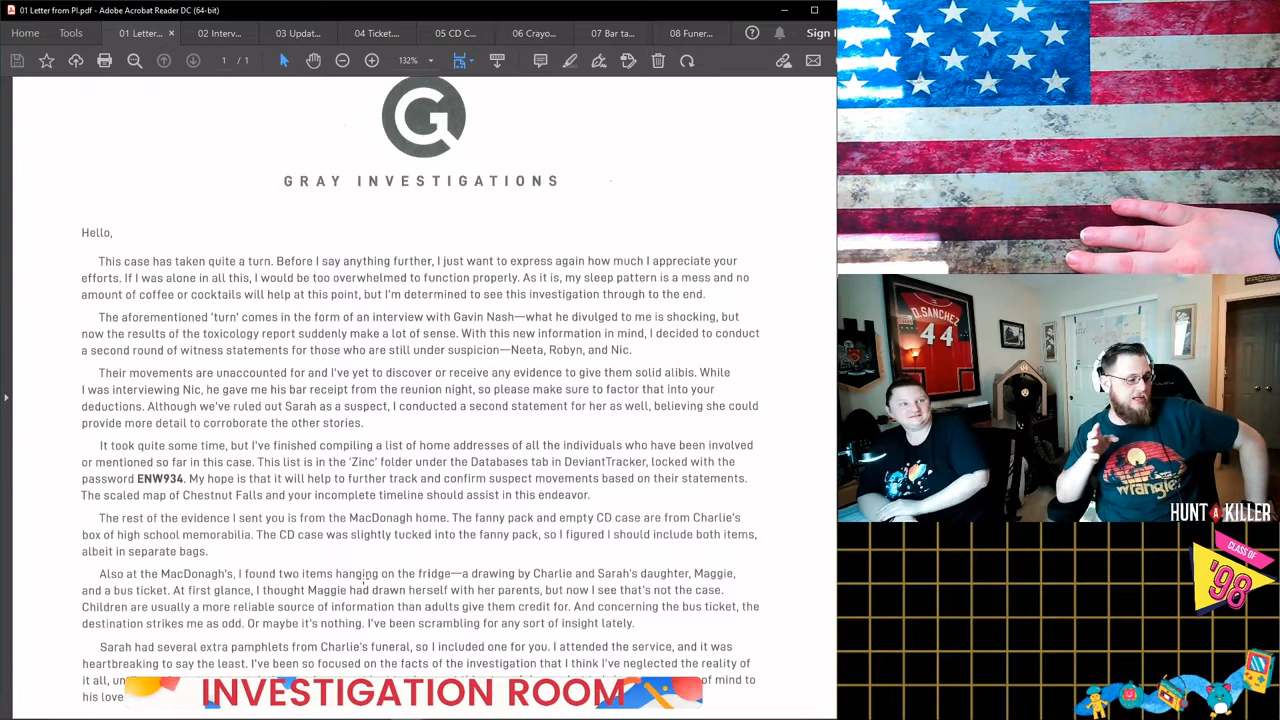 01 Letter from PI.pdf - Adobe Acrobat Reader DC (64-bit)
Home
Tools
01 Letter...
02 Interv...
03 Updat...
04 Ticket....
05 CD C...
06 Crayo...
07 Bar ta...
08 Funer...
Sign I
1 / 1
132%
GRAY INVESTIGATIONS
Hello,
This case has taken quite a turn. Before I say anything further, I just want to express again how much I appreciate your
efforts. If I was alone in all this, I would be too overwhelmed to function properly. As it is, my sleep pattern is a mess and no
amount of coffee or cocktails will help at this point, but I'm determined to see this investigation through to the end.
The aforementioned 'turn' comes in the form of an interview with Gavin Nash—what he divulged to me is shocking, but
now the results of the toxicology report suddenly make a lot of sense. With this new information in mind, I decided to conduct
a second round of witness statements for those who are still under suspicion—Neeta, Robyn, and Nic.
Their movements are unaccounted for and I've yet to discover or receive any evidence to give them solid alibis. While
I was interviewing Nic, he gave me his bar receipt from the reunion night, so please make sure to factor that into your
deductions. Although we've ruled out Sarah as a suspect, I conducted a second statement for her as well, believing she could
provide more detail to corroborate the other stories.
It took quite some time, but I've finished compiling a list of home addresses of all the individuals who have been involved
or mentioned so far in this case. This list is in the 'Zinc' folder under the Databases tab in DeviantTracker, locked with the
password ENW934. My hope is that it will help to further track and confirm suspect movements based on their statements.
The scaled map of Chestnut Falls and your incomplete timeline should assist in this endeavor.
The rest of the evidence I sent you is from the MacDonagh home. The fanny pack and empty CD case are from Charlie's
box of high school memorabilia. The CD case was slightly tucked into the fanny pack, so I figured I should include both items,
albeit in separate bags.
Also at the MacDonagh's, I found two items hanging on the fridge—a drawing by Charlie and Sarah's daughter, Maggie,
and a bus ticket. At first glance, I thought Maggie had drawn herself with her parents, but now I see that's not the case.
Children are usually a more reliable source of information than adults give them credit for. And concerning the bus ticket, the
destination strikes me as odd. Or maybe it's nothing. I've been scrambling for any sort of insight lately.
Sarah had several extra pamphlets from Charlie's funeral, so I included one for you. I attended the service, and it was
heartbreaking to say the least. I've been so focused on the facts of the investigation that I think I've neglected the reality of
it all, of mind to
his love
INVESTIGATION ROOM
D.SANCHEZ
44
Wrangler
HUNT A KILLER
CLASS OF
'98